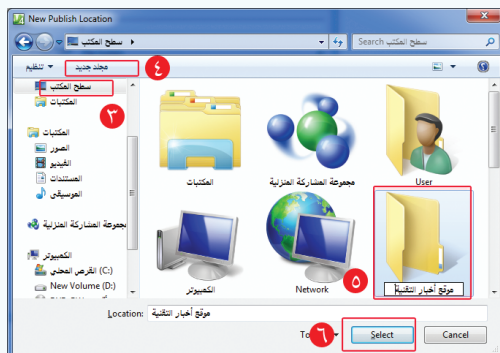 New Publish Location
سطح المكتب
Search سطح المكتب
تنظيم
مجلد جديد
٤
سطح المكتب
٣
المكتبات
المكتبات
الصور
الفيديو
المستندات
الموسيقى
مجموعة المشاركة المنزلية
الكمبيوتر
القرص المحلي (C:)
New Volume (D:)
المكتبات
مجموعة المشاركة المنزلية
User
الكمبيوتر
Network
٥
موقع أخبار التقنية
Location: موقع أخبار التقنية
٦
Select
Cancel